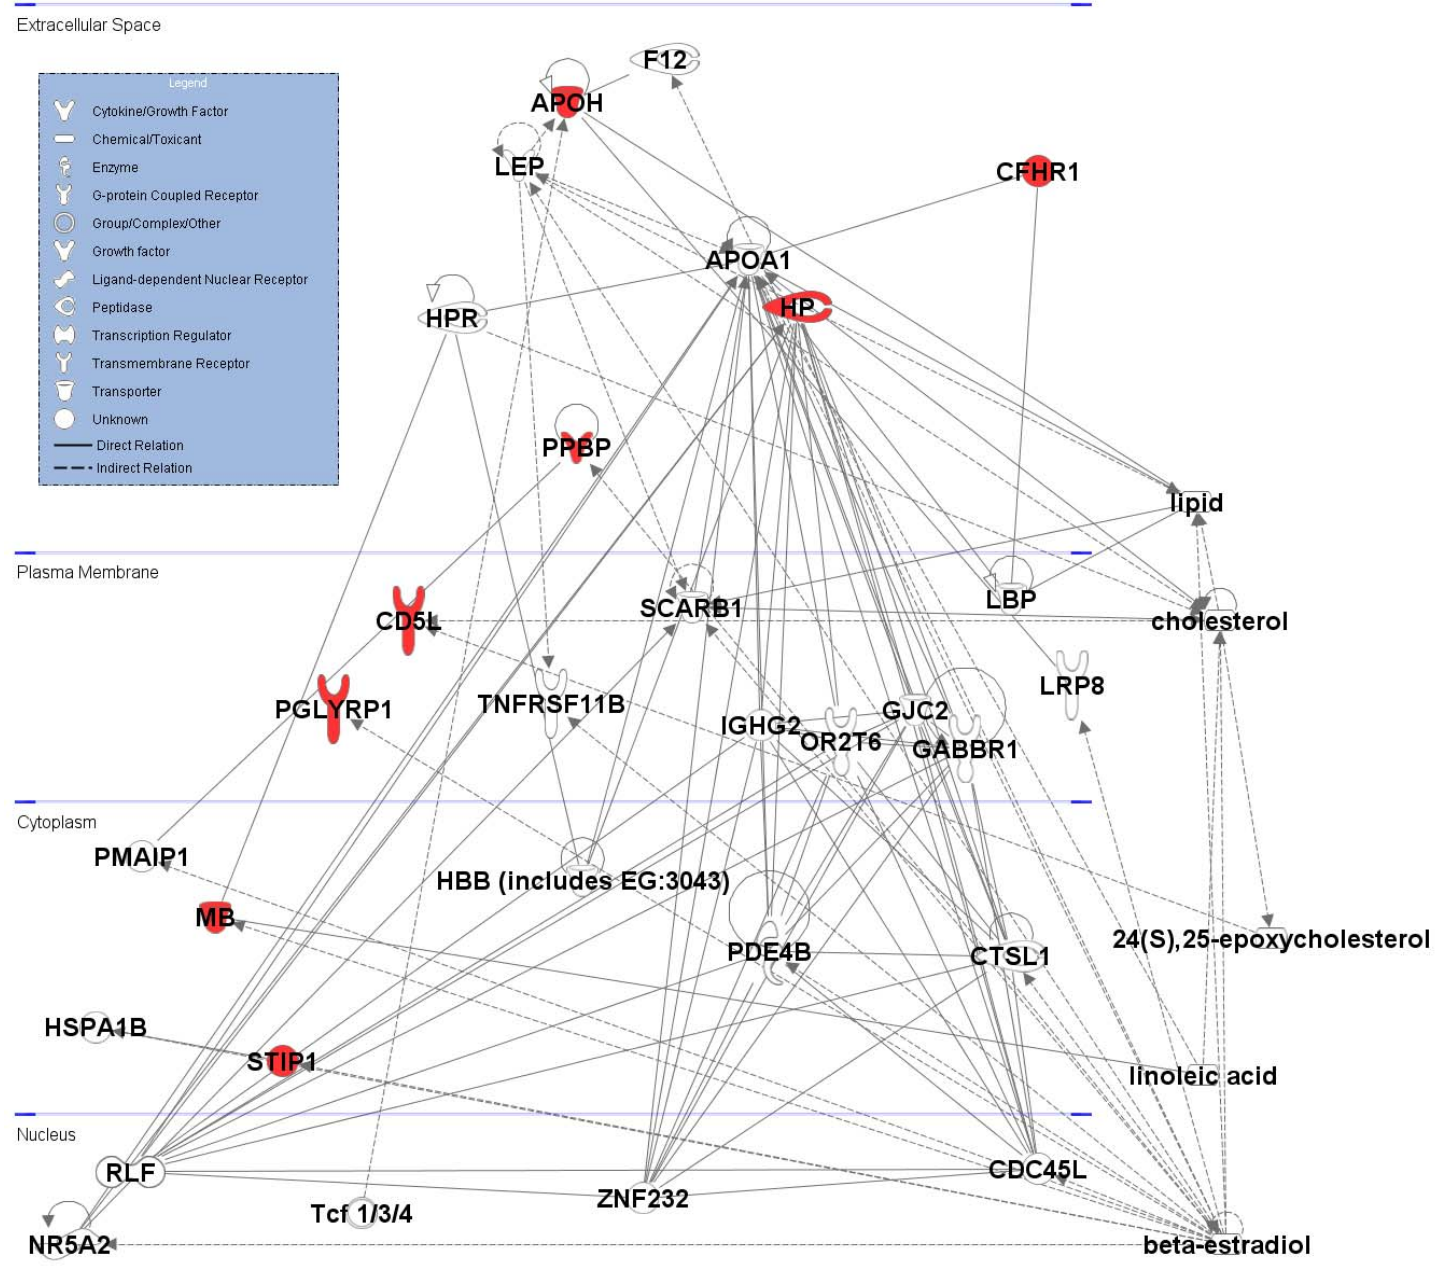 Extracellular Space
Legend
Cytokine/Growth Factor
Chemical/Toxicant
Enzyme
G-protein Coupled Receptor
Group/Complex/Other
Growth factor
Ligand-dependent Nuclear Receptor
Peptidase
Transcription Regulator
Transmembrane Receptor
Transporter
Unknown
Direct Relation
Indirect Relation
F12
APOH
LEP
CFHR1
APOA1
HP
HPR
PPBP
lipid
Plasma Membrane
LBP
SCARB1
CD5L
cholesterol
LRP8
TNFRSF11B
PGLYRP1
GJC2
IGHG2
OR2T6
GABBR1
Cytoplasm
PMAIP1
HBB (includes EG:3043)
MB
24(S),25-epoxycholesterol
PDE4B
CTSL1
HSPA1B
STIP1
linoleic acid
Nucleus
RLF
CDC45L
ZNF232
Tcf 1/3/4
NR5A2
beta-estradiol